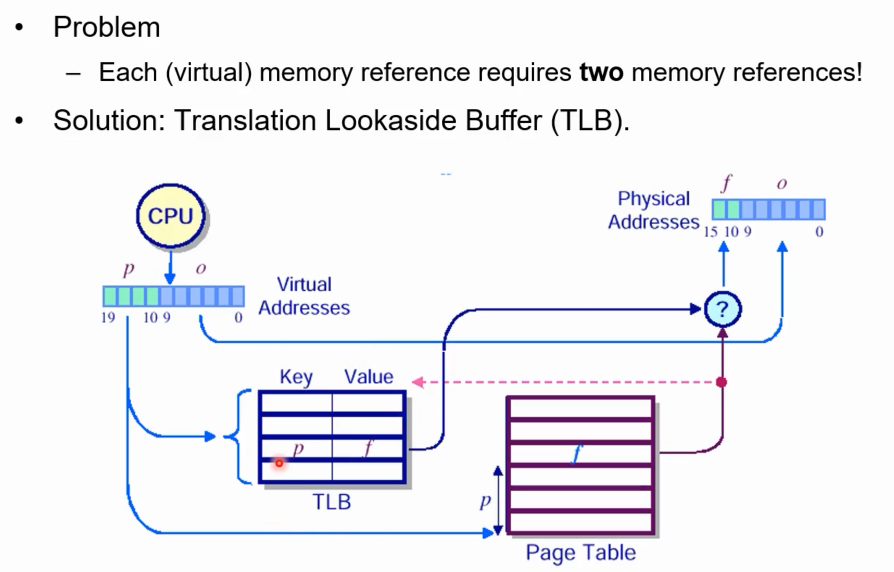 • Problem
– Each (virtual) memory reference requires two memory references!
• Solution: Translation Lookaside Buffer (TLB).
f o
Physical
Addresses
15 10 9 0
CPU
p o
Virtual
Addresses
19 10 9 0
?
Key Value
p f
TLB
f
p
Page Table